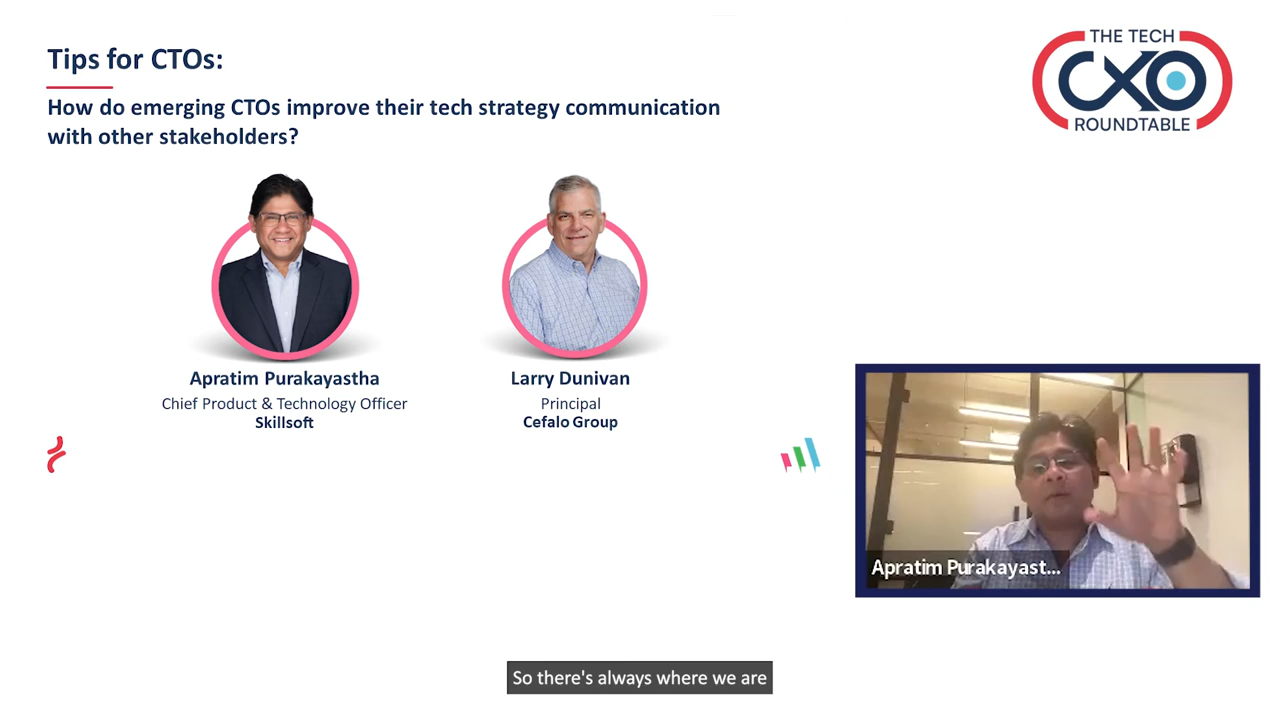 Tips for CTOs:
How do emerging CTOs improve their tech strategy communication
with other stakeholders?
THE TECH
CXO
ROUNDTABLE
Apratim Purakayastha
Chief Product & Technology Officer
Skillsoft
Larry Dunivan
Principal
Cefalo Group
Apratim Purakayast...
So there's always where we are